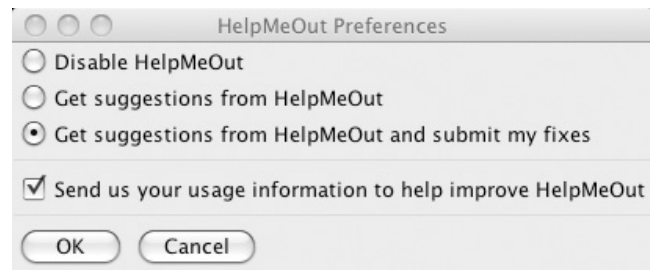 HelpMeOut Preferences
Disable HelpMeOut
Get suggestions from HelpMeOut
Get suggestions from HelpMeOut and submit my fixes
Send us your usage information to help improve HelpMeOut
OK Cancel